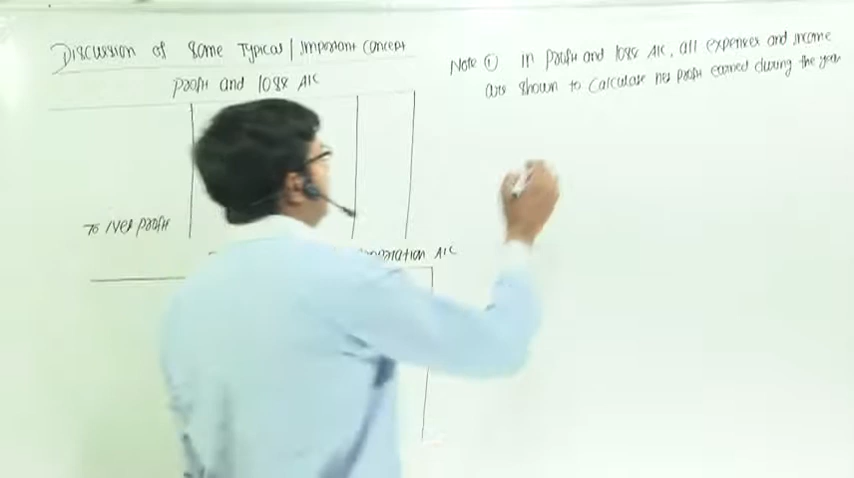 Discussion of some Typical / Important concept
Profit and loss A/C
To Net profit
A/C
Note ① In Profit and loss A/C, all expenses and income
are shown to calculate net profit earned during the year